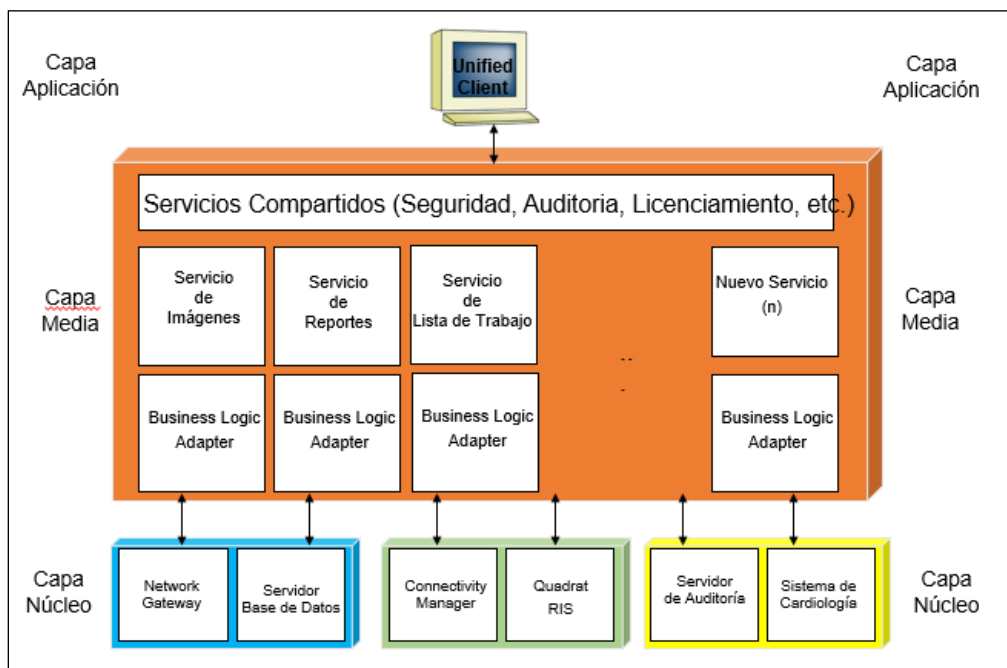 Capa
Aplicación
Unified
Client
Capa
Aplicación
Servicios Compartidos (Seguridad, Auditoria, Licenciamiento, etc.)
Capa
Media
Servicio
de
Imágenes
Servicio
de
Reportes
Servicio
de
Lista de Trabajo
- -
-
Nuevo Servicio
(n)
Capa
Media
Business Logic
Adapter
Business Logic
Adapter
Business Logic
Adapter
Business Logic
Adapter
Capa
Núcleo
Network
Gateway
Servidor
Base de Datos
Connectivity
Manager
Quadrat
RIS
Servidor
de Auditoría
Sistema de
Cardiología
Capa
Núcleo